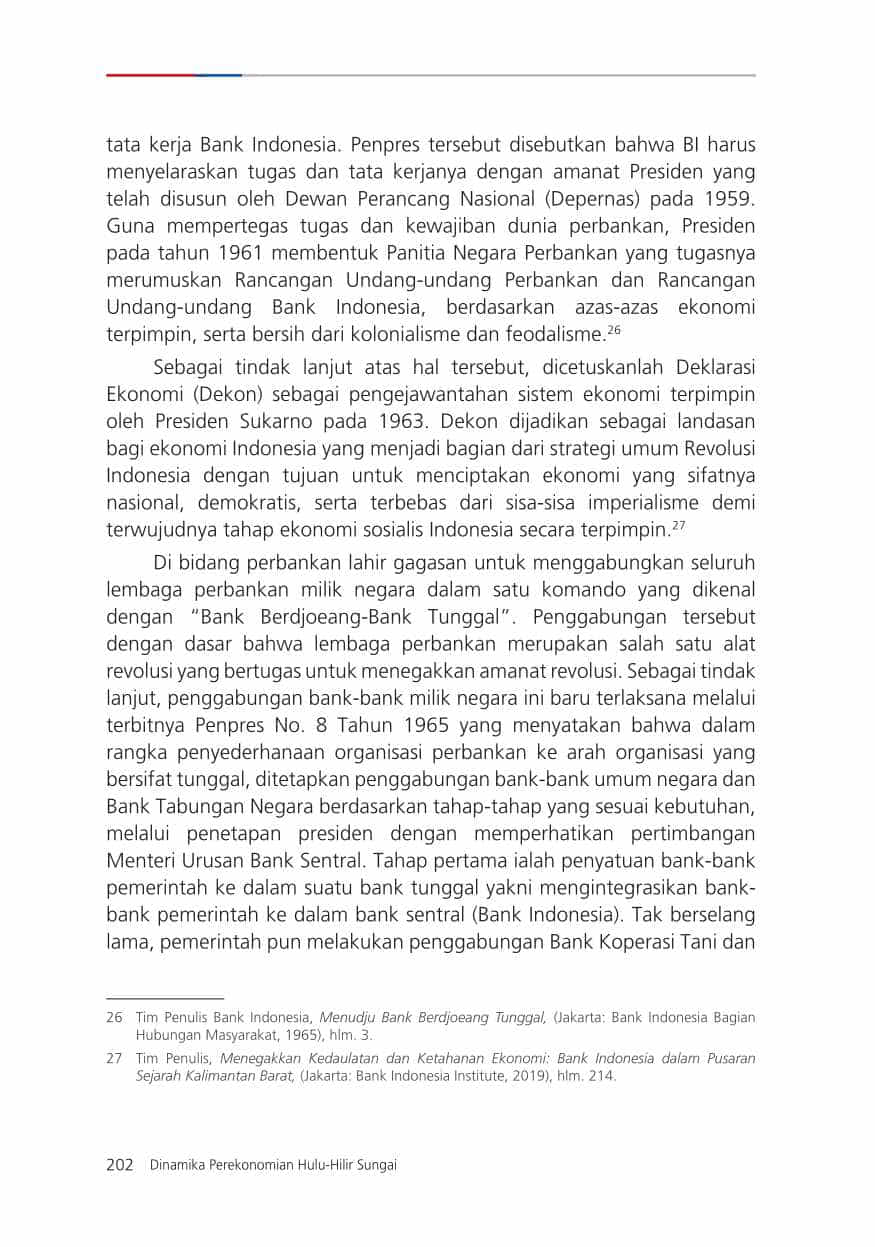 tata kerja Bank Indonesia. Penpres tersebut disebutkan bahwa BI harus
menyelaraskan tugas dan tata kerjanya dengan amanat Presiden yang
telah disusun oleh Dewan Perancang Nasional (Depernas) pada 1959.
Guna mempertegas tugas dan kewajiban dunia perbankan, Presiden
pada tahun 1961 membentuk Panitia Negara Perbankan yang tugasnya
merumuskan Rancangan Undang-undang Perbankan dan Rancangan
Undang-undang Bank Indonesia, berdasarkan azas-azas ekonomi
terpimpin, serta bersih dari kolonialisme dan feodalisme.26
Sebagai tindak lanjut atas hal tersebut, dicetuskanlah Deklarasi
Ekonomi (Dekon) sebagai pengejawantahan sistem ekonomi terpimpin
oleh Presiden Sukarno pada 1963. Dekon dijadikan sebagai landasan
bagi ekonomi Indonesia yang menjadi bagian dari strategi umum Revolusi
Indonesia dengan tujuan untuk menciptakan ekonomi yang sifatnya
nasional, demokratis, serta terbebas dari sisa-sisa imperialisme demi
terwujudnya tahap ekonomi sosialis Indonesia secara terpimpin.27
Di bidang perbankan lahir gagasan untuk menggabungkan seluruh
lembaga perbankan milik negara dalam satu komando yang dikenal
dengan “Bank Berdjoeang-Bank Tunggal”. Penggabungan tersebut
dengan dasar bahwa lembaga perbankan merupakan salah satu alat
revolusi yang bertugas untuk menegakkan amanat revolusi. Sebagai tindak
lanjut, penggabungan bank-bank milik negara ini baru terlaksana melalui
terbitnya Penpres No. 8 Tahun 1965 yang menyatakan bahwa dalam
rangka penyederhanaan organisasi perbankan ke arah organisasi yang
bersifat tunggal, ditetapkan penggabungan bank-bank umum negara dan
Bank Tabungan Negara berdasarkan tahap-tahap yang sesuai kebutuhan,
melalui penetapan presiden dengan memperhatikan pertimbangan
Menteri Urusan Bank Sentral. Tahap pertama ialah penyatuan bank-bank
pemerintah ke dalam suatu bank tunggal yakni mengintegrasikan bank-
bank pemerintah ke dalam bank sentral (Bank Indonesia). Tak berselang
lama, pemerintah pun melakukan penggabungan Bank Koperasi Tani dan
26 Tim Penulis Bank Indonesia, Menudju Bank Berdjoeang Tunggal, (Jakarta: Bank Indonesia Bagian
Hubungan Masyarakat, 1965), hlm. 3.
27 Tim Penulis, Menegakkan Kedaulatan dan Ketahanan Ekonomi: Bank Indonesia dalam Pusaran
Sejarah Kalimantan Barat, (Jakarta: Bank Indonesia Institute, 2019), hlm. 214.
202 Dinamika Perekonomian Hulu-Hilir Sungai